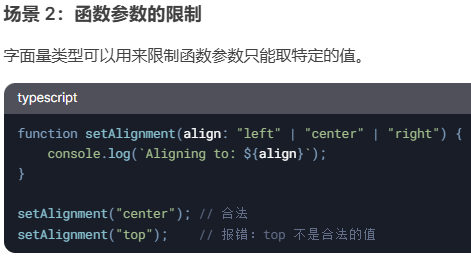 场景 2：函数参数的限制
字面量类型可以用来限制函数参数只能取特定的值。
typescript
function setAlignment(align: "left" | "center" | "right") {
    console.log(`Aligning to: ${align}`);
}
setAlignment("center"); // 合法
setAlignment("top");    // 报错：top 不是合法的值